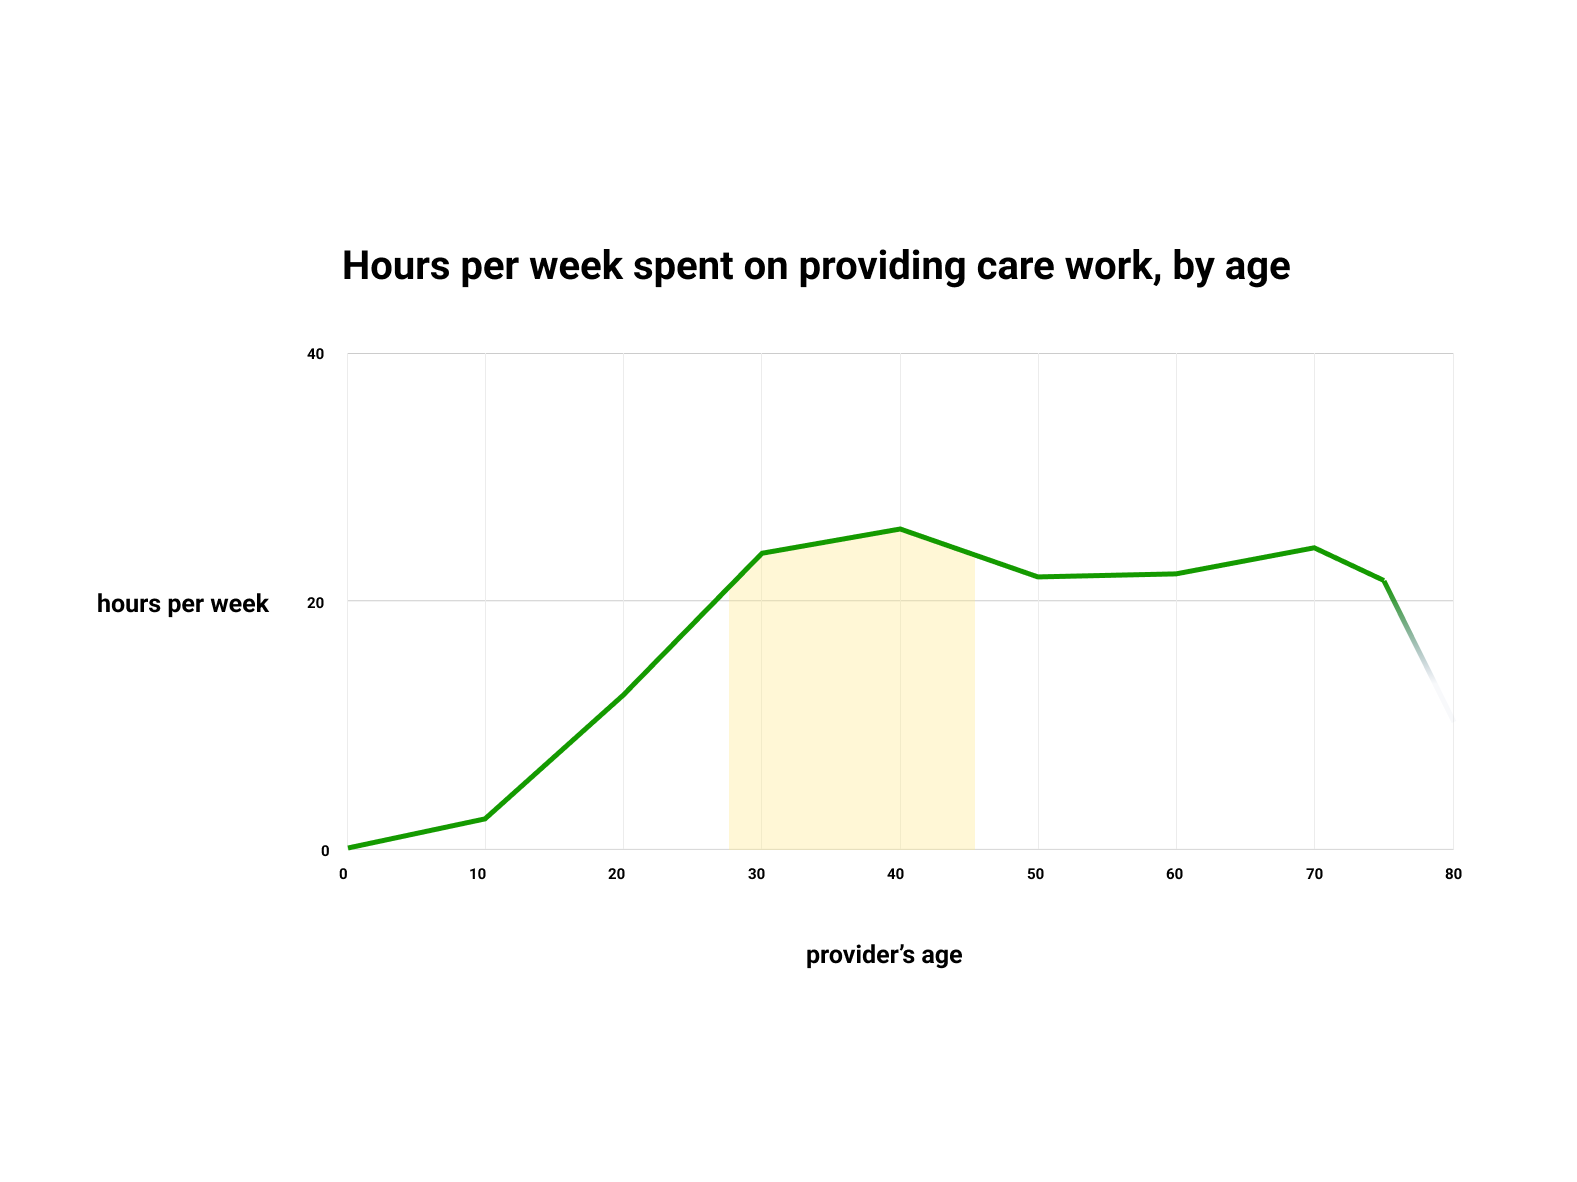 Hours per week spent on providing care work, by age
40
hours per week
20
0
0 10 20 30 40 50 60 70 80
provider’s age